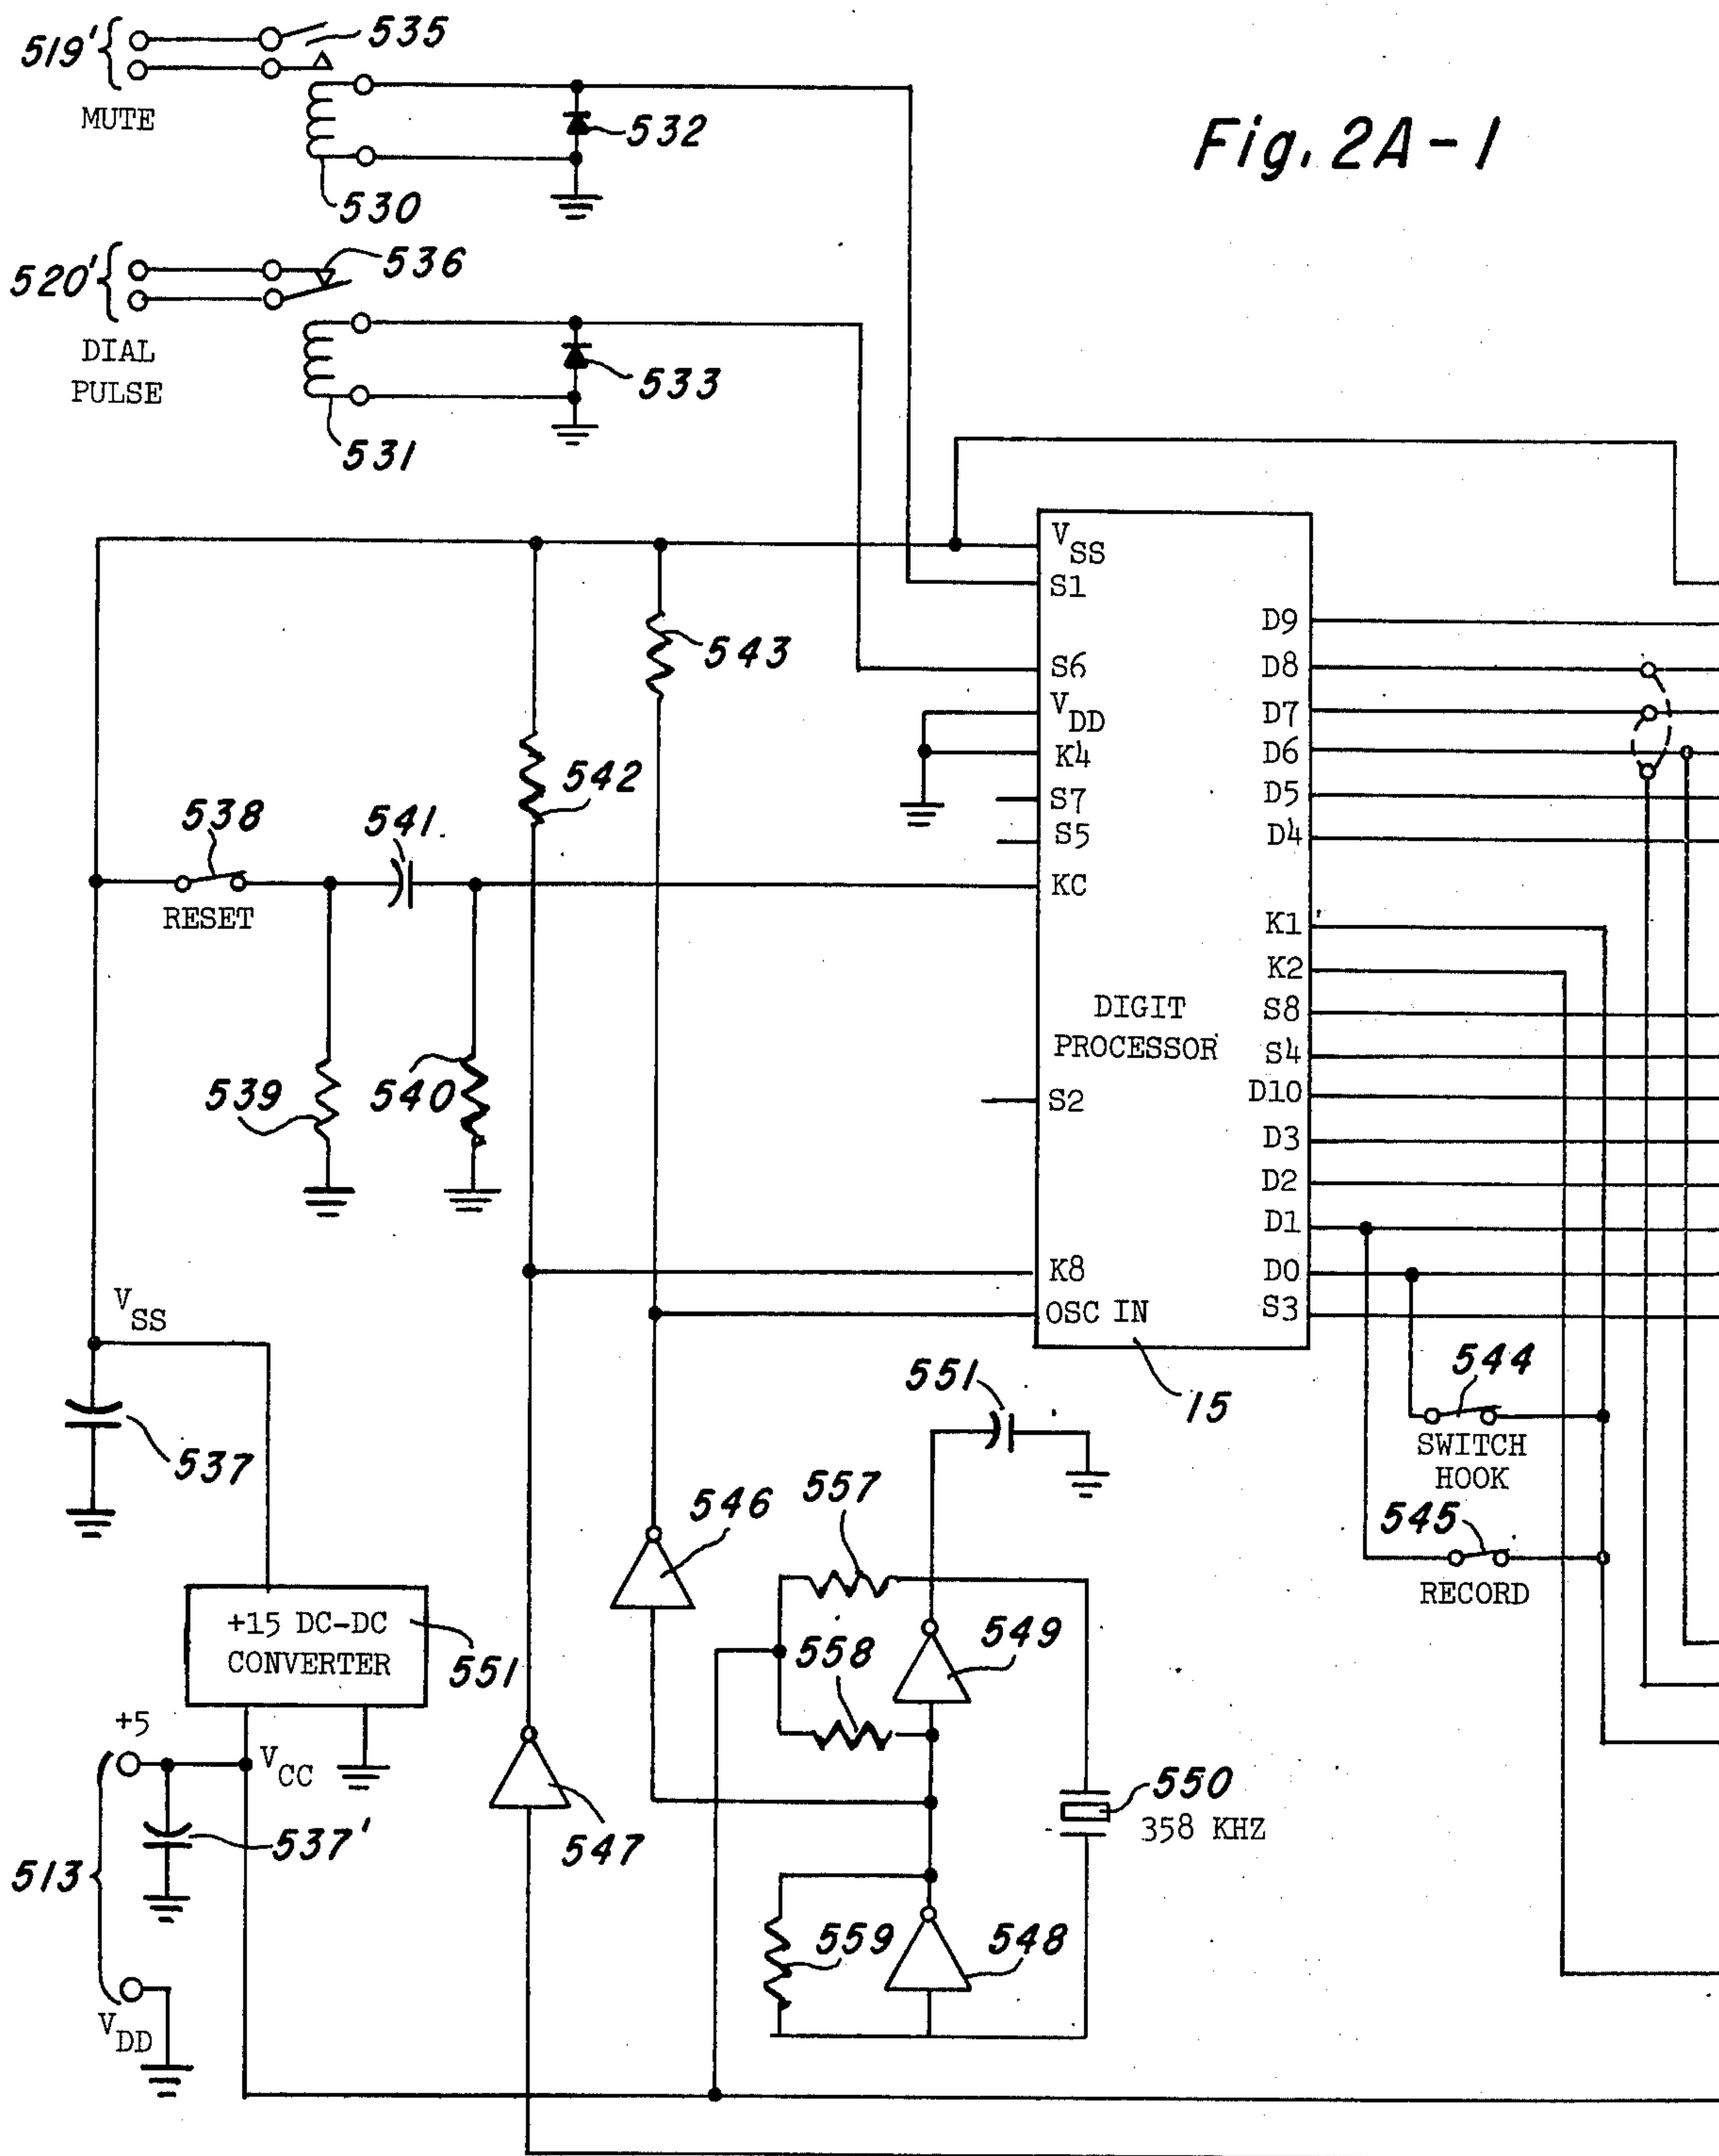 Fig. 2A-1
519'
535
MUTE
532
530
520'
536
DIAL
PULSE
533
531
VSS
S1
S6
VDD
K4
S7
S5
KC
S2
K8
OSC IN
D9
D8
D7
D6
D5
D4
K1
K2
S8
S4
D10
D3
D2
D1
D0
S3
DIGIT
PROCESSOR
15
543
542
538
541
RESET
539
540
VSS
537
544
SWITCH
HOOK
545
RECORD
551
546
557
549
558
+15 DC-DC
CONVERTER
551
+5
VCC
513
537'
547
550
358 KHZ
559
548
VDD